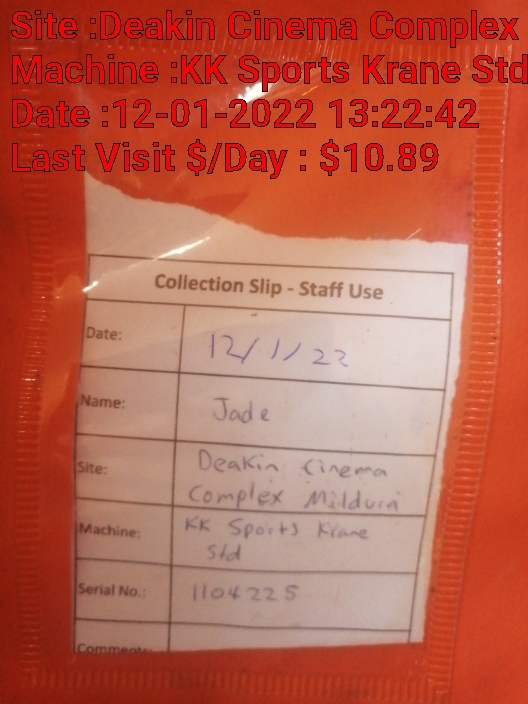 Site :Deakin Cinema Complex
Machine :KK Sports Krane Std
Date :12-01-2022 13:22:42
Last Visit $/Day : $10.89
Collection Slip - Staff Use
Date: 12/1/22
Name: Jade
Site: Deakin Cinema
Complex Mildura
Machine: KK Sports Krane
Std
Serial No.: 1104225
Comments: